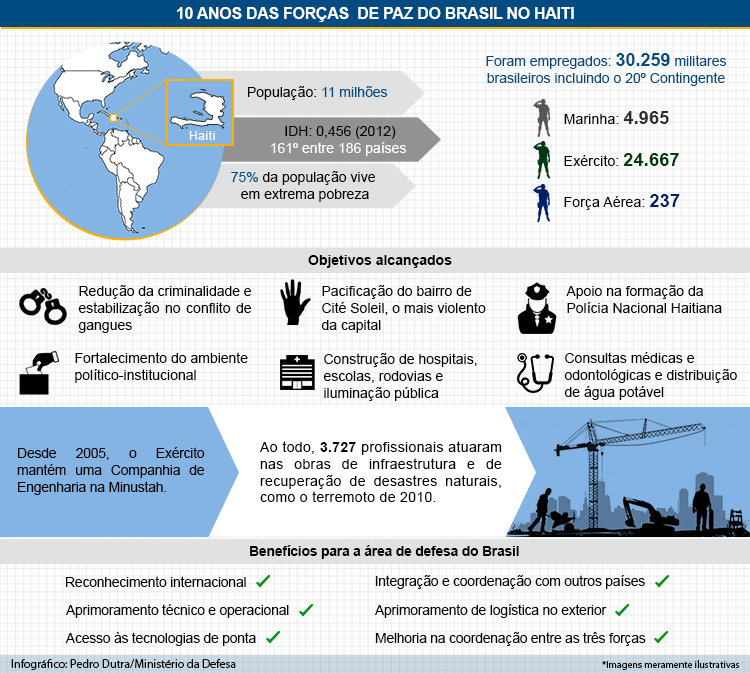 10 ANOS DAS FORÇAS DE PAZ DO BRASIL NO HAITI
Haiti
População: 11 milhões
IDH: 0,456 (2012)
161º entre 186 países
75% da população vive
em extrema pobreza
Foram empregados: 30.259 militares
brasileiros incluindo o 20º Contingente
Marinha: 4.965
Exército: 24.667
Força Aérea: 237
Objetivos alcançados
Redução da criminalidade e
estabilização no conflito de
gangues
Pacificação do bairro de
Cité Soleil, o mais violento
da capital
Apoio na formação da
Polícia Nacional Haitiana
Fortalecimento do ambiente
político-institucional
Construção de hospitais,
escolas, rodovias e
iluminação pública
Consultas médicas e
odontológicas e distribuição
de água potável
Desde 2005, o Exército
mantém uma Companhia de
Engenharia na Minustah.
Ao todo, 3.727 profissionais atuaram
nas obras de infraestrutura e de
recuperação de desastres naturais,
como o terremoto de 2010.
Benefícios para a área de defesa do Brasil
Reconhecimento internacional
Aprimoramento técnico e operacional
Acesso às tecnologias de ponta
Integração e coordenação com outros países
Aprimoramento de logística no exterior
Melhoria na coordenação entre as três forças
Infográfico: Pedro Dutra/Ministério da Defesa
*Imagens meramente ilustrativas